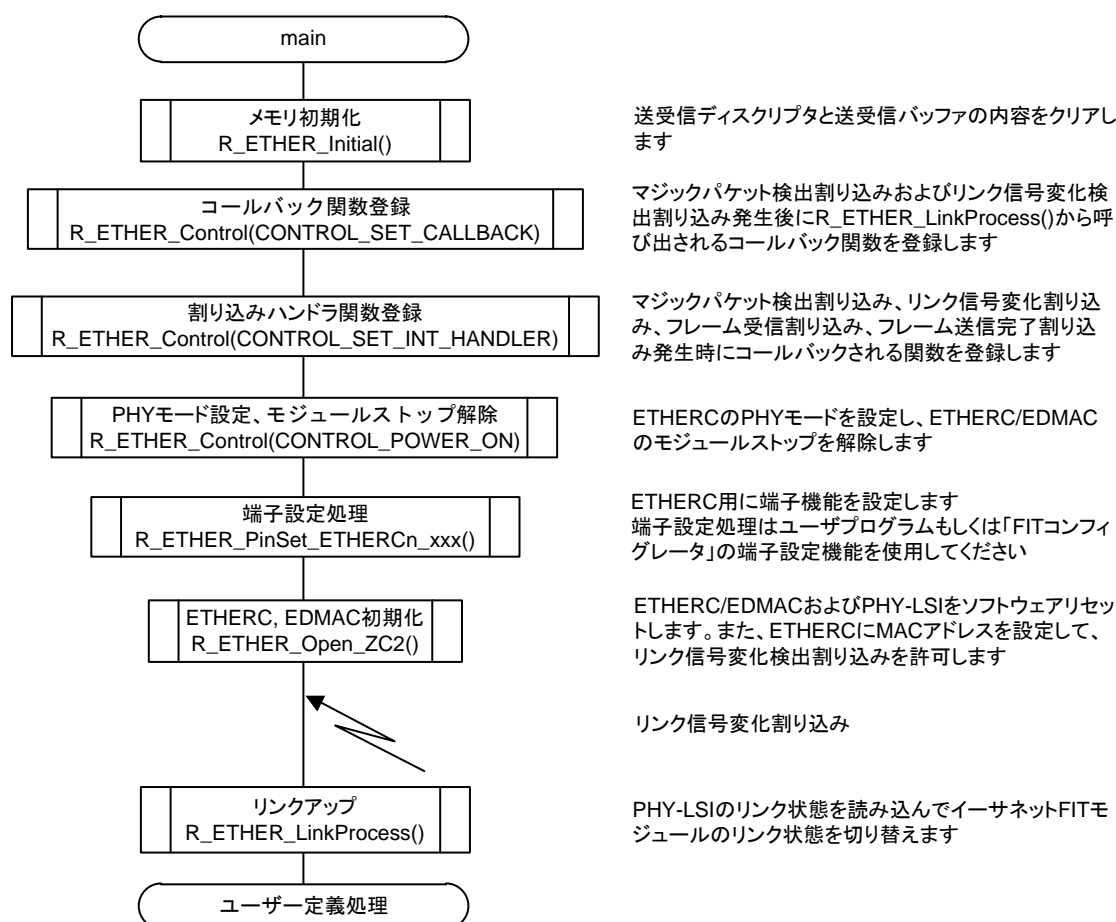 main
メモリ初期化
R_ETHER_Initial()
送受信ディスクリプタと送受信バッファの内容をクリアし
ます
コールバック関数登録
R_ETHER_Control(CONTROL_SET_CALLBACK)
マジックパケット検出割り込みおよびリンク信号変化検
出割り込み発生後にR_ETHER_LinkProcess()から呼
び出されるコールバック関数を登録します
割り込みハンドラ関数登録
R_ETHER_Control(CONTROL_SET_INT_HANDLER)
マジックパケット検出割り込み、リンク信号変化割り込
み、フレーム受信割り込み、フレーム送信完了割り込
み発生時にコールバックされる関数を登録します
PHYモード設定、モジュールストップ解除
R_ETHER_Control(CONTROL_POWER_ON)
ETHERCのPHYモードを設定し、ETHERC/EDMAC
のモジュールストップを解除します
端子設定処理
R_ETHER_PinSet_ETHERCn_xxx()
ETHERC用に端子機能を設定します
端子設定処理はユーザプログラムもしくは「FITコンフィ
グレータ」の端子設定機能を使用してください
ETHERC, EDMAC初期化
R_ETHER_Open_ZC2()
ETHERC/EDMACおよびPHY-LSIをソフトウェアリセッ
トします。また、ETHERCにMACアドレスを設定して、
リンク信号変化検出割り込みを許可します
リンク信号変化割り込み
リンクアップ
R_ETHER_LinkProcess()
PHY-LSIのリンク状態を読み込んでイーサネットFITモ
ジュールのリンク状態を切り替えます
ユーザー定義処理